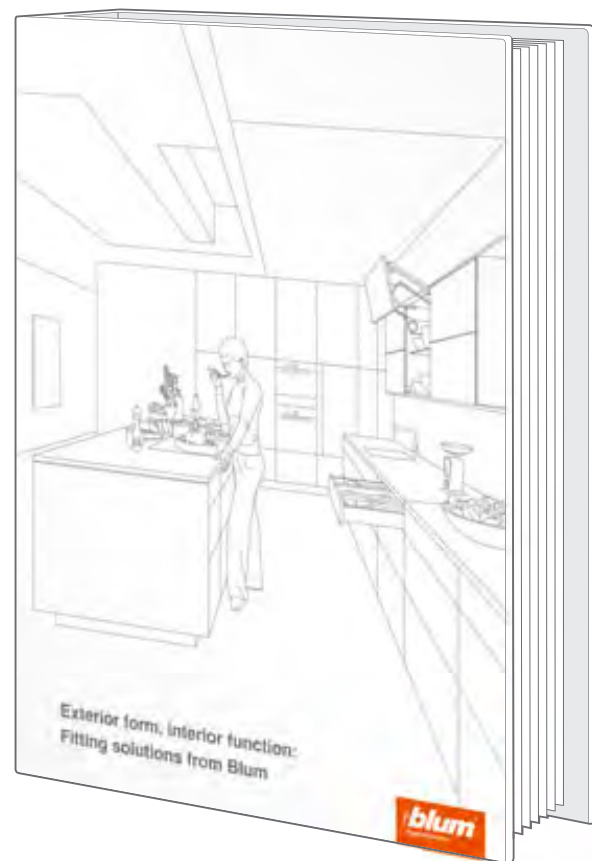 Exterior form, interior function:
Fitting solutions from Blum
blum